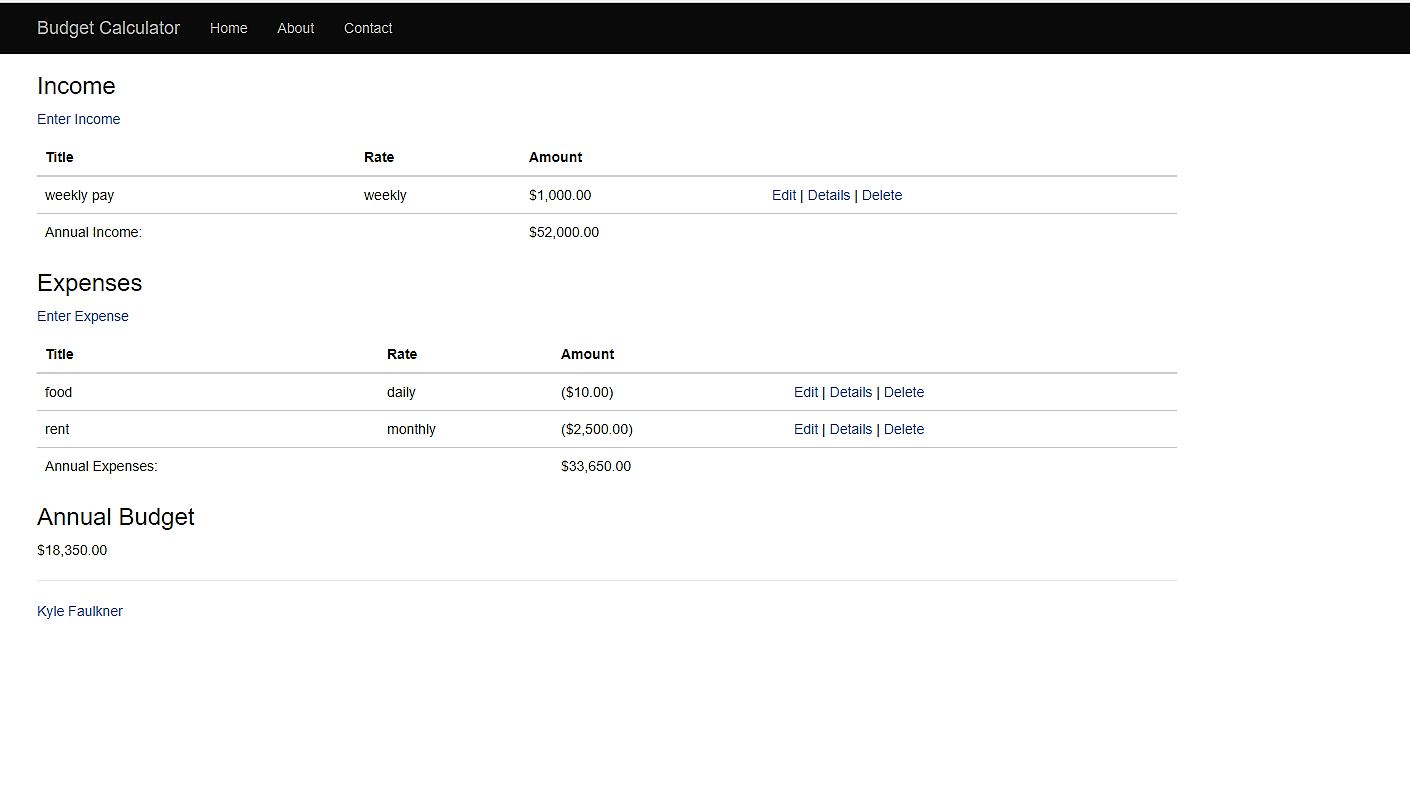 Budget Calculator Home About Contact
Income
Enter Income
Title Rate Amount
weekly pay weekly $1,000.00 Edit | Details | Delete
Annual Income: $52,000.00
Expenses
Enter Expense
Title Rate Amount
food daily ($10.00) Edit | Details | Delete
rent monthly ($2,500.00) Edit | Details | Delete
Annual Expenses: $33,650.00
Annual Budget
$18,350.00
Kyle Faulkner